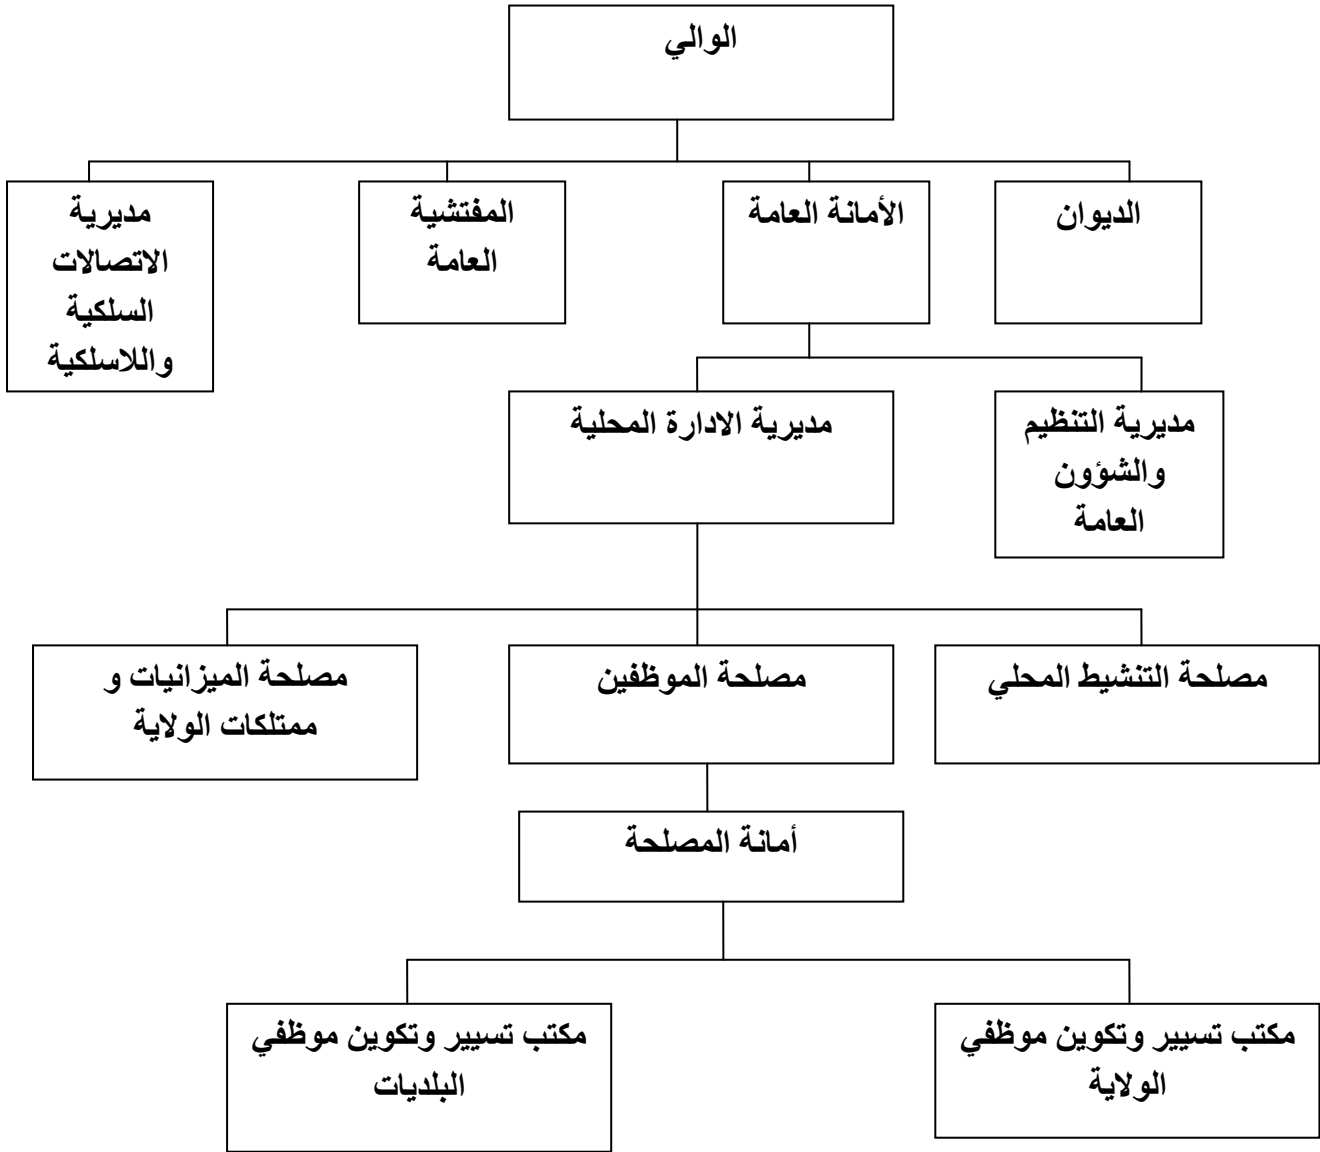 الوالي
الديوان
الأمانة العامة
المفتشية
العامة
مديرية
الاتصالات
السلكية
واللاسلكية
مديرية التنظيم
والشؤون
العامة
مديرية الادارة المحلية
مصلحة التنشيط المحلي
مصلحة الموظفين
مصلحة الميزانيات و
ممتلكات الولاية
أمانة المصلحة
مكتب تسيير وتكوين موظفي
الولاية
مكتب تسيير وتكوين موظفي
البلديات